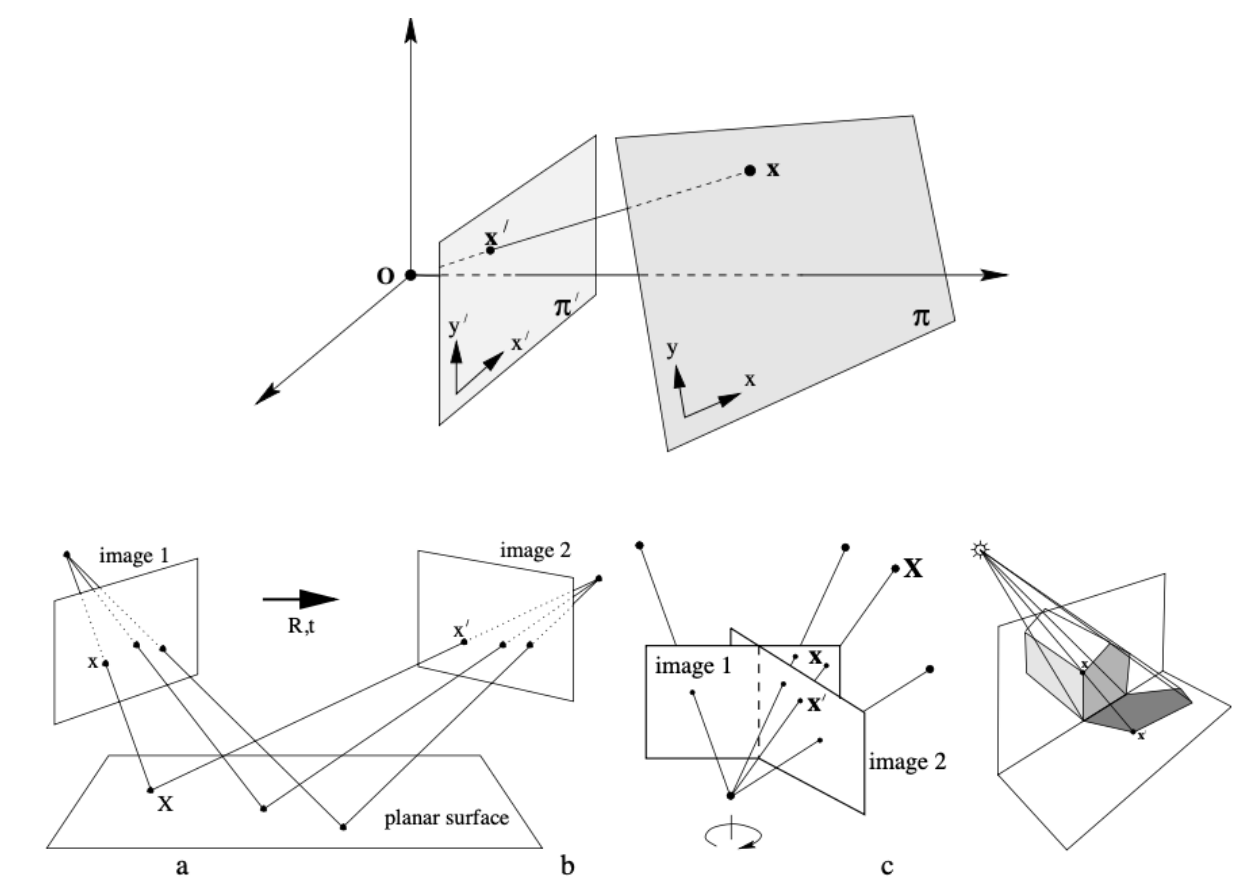 x
x ′
O
π ′
y ′
x ′
π
y
x
image 1
image 2
R,t
x ′
x
X
planar surface
X
image 1
x
x ′
image 2
x
x
a b c